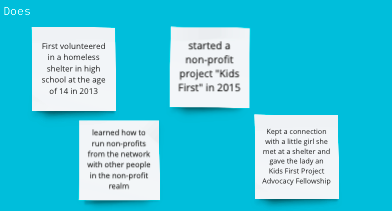 Does
First volunteered
in a homeless
shelter in high
school at the age
of 14 in 2013
started a
non-profit
project "Kids
First" in 2015
learned how to
run non-profits
from the network
with other people
in the non-profit
realm
Kept a connection
with a little girl she
met at a shelter and
gave the lady an
Kids First Project
Advocacy Fellowship